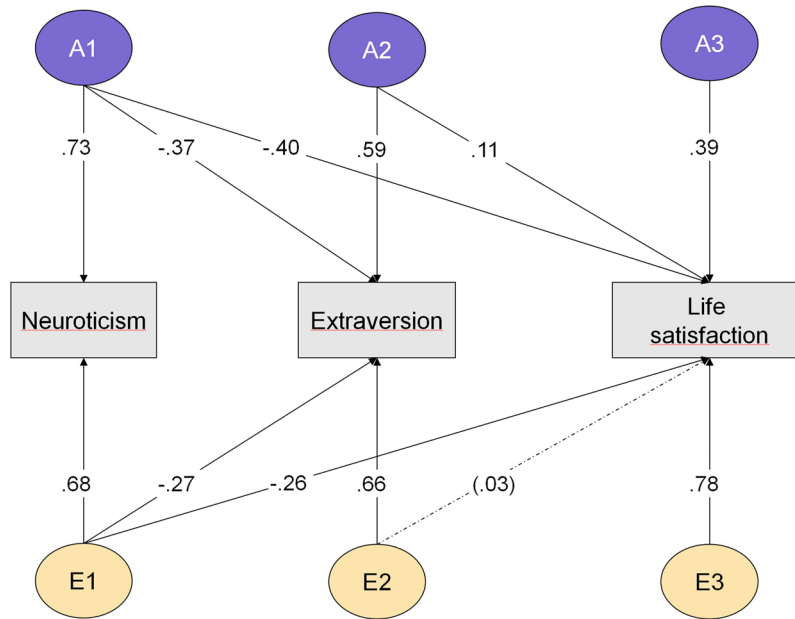 A1
A2
A3
.73
-.37
-.40
.59
.11
.39
Neuroticism
Extraversion
Life
satisfaction
.68
-.27
-.26
.66
(.03)
.78
E1
E2
E3